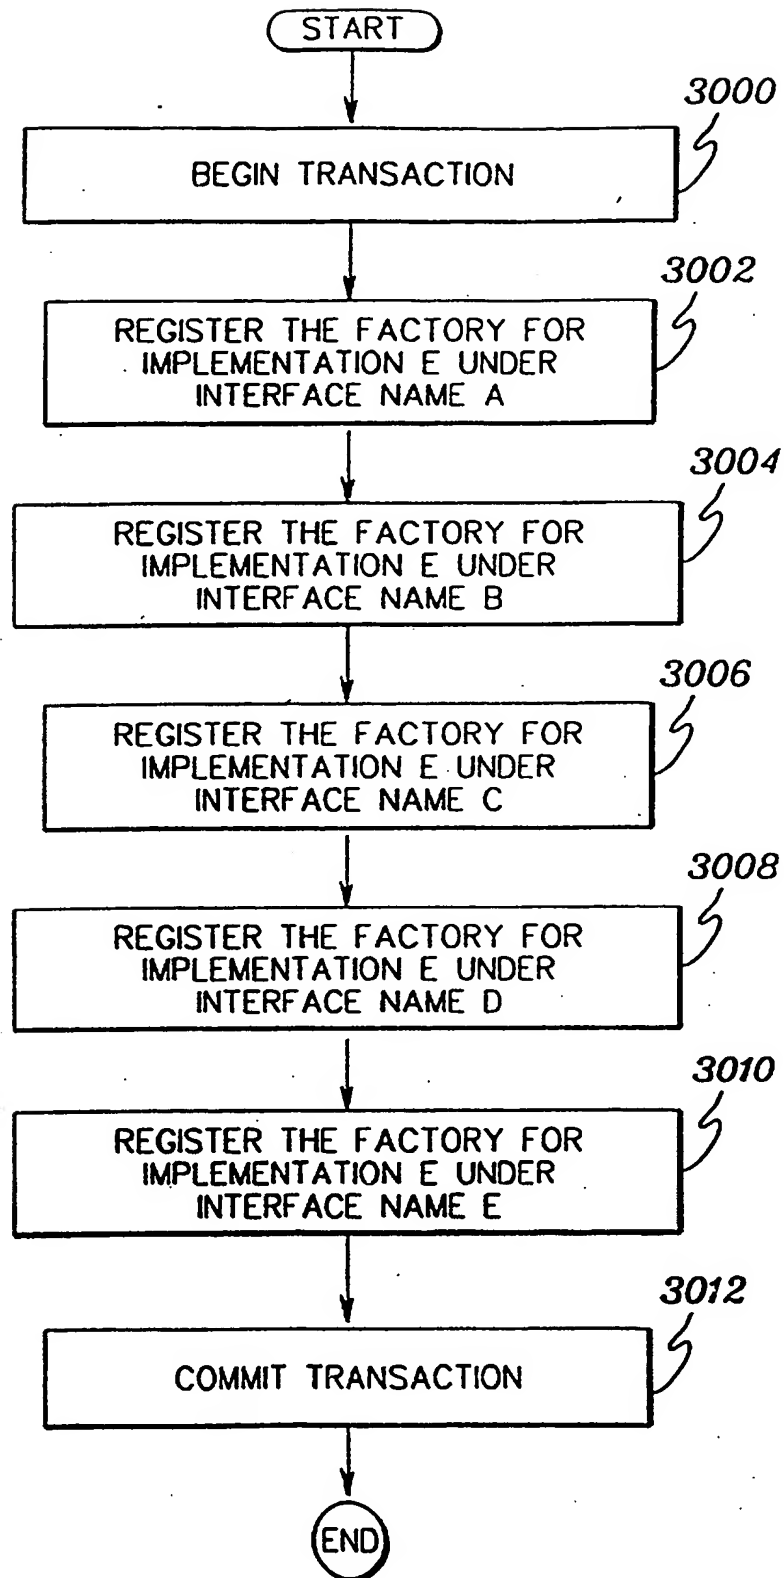 START
3000
BEGIN TRANSACTION
3002
REGISTER THE FACTORY FOR
IMPLEMENTATION E UNDER
INTERFACE NAME A
3004
REGISTER THE FACTORY FOR
IMPLEMENTATION E UNDER
INTERFACE NAME B
3006
REGISTER THE FACTORY FOR
IMPLEMENTATION E UNDER
INTERFACE NAME C
3008
REGISTER THE FACTORY FOR
IMPLEMENTATION E UNDER
INTERFACE NAME D
3010
REGISTER THE FACTORY FOR
IMPLEMENTATION E UNDER
INTERFACE NAME E
3012
COMMIT TRANSACTION
END